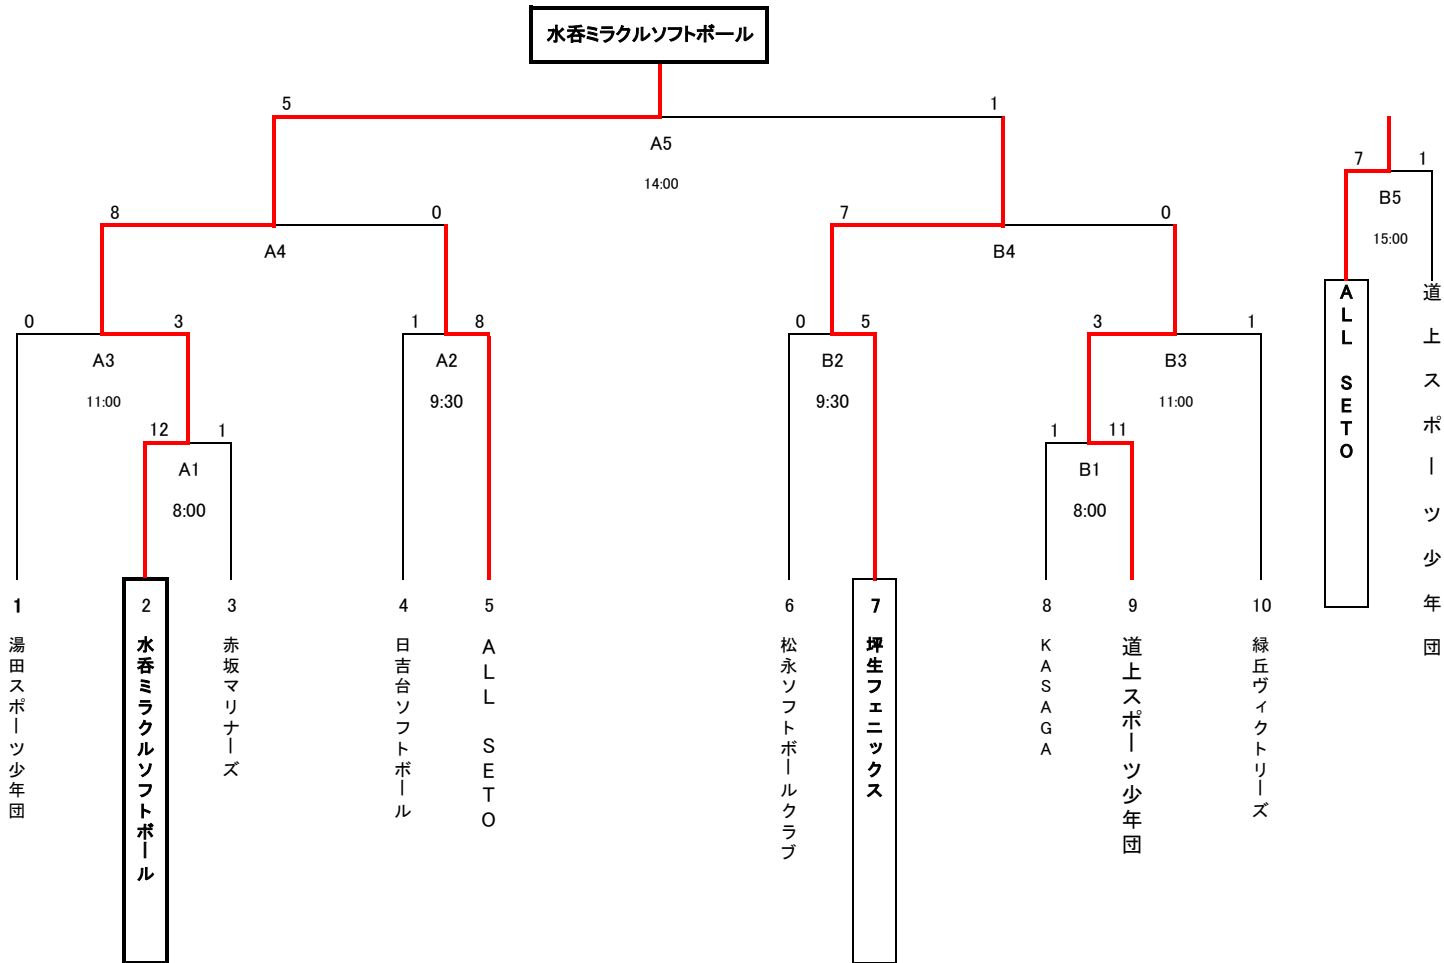 水呑ミラクルソフトボール
5 1
A5
14:00
7 1
B5
15:00
8 0
A4
7 0
B4
ALL SETO
道上スポーツ少年団
0 3
A3
11:00
1 8
A2
9:30
0 5
B2
9:30
3 1
B3
11:00
12 1
A1
8:00
1 11
B1
8:00
1 湯田スポーツ少年団
2 水呑ミラクルソフトボール
3 赤坂マリナーズ
4 日吉台ソフトボール
5 ALL SETO
6 松永ソフトボールクラブ
7 坪生フェニックス
8 KASAGA
9 道上スポーツ少年団
10 緑丘ヴィクトリーズ